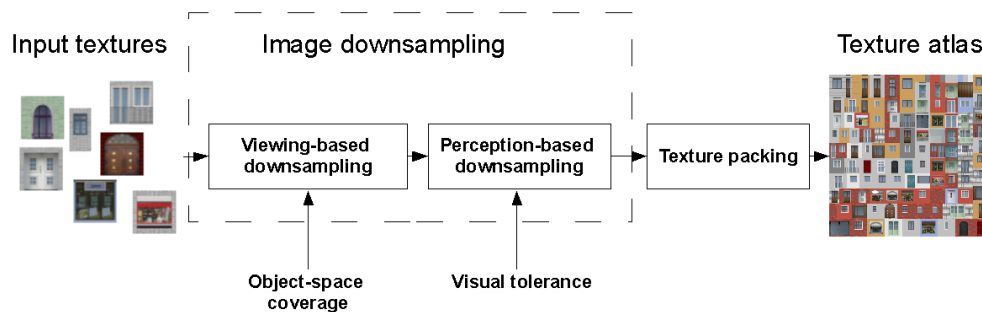 Input textures
Image downsampling
Texture atlas
Viewing-based
downsampling
Perception-based
downsampling
Texture packing
Object-space
coverage
Visual tolerance